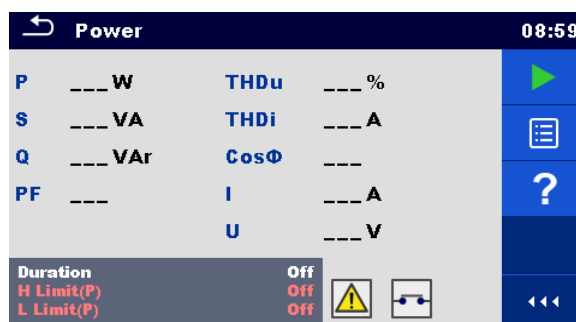 Power 08:59
P ___W THDu ___%
S ___VA THDi ___A
Q ___VAr CosΦ ___
PF ___ I ___A
U ___V
Duration Off
H Limit(P) Off
L Limit(P) Off
?